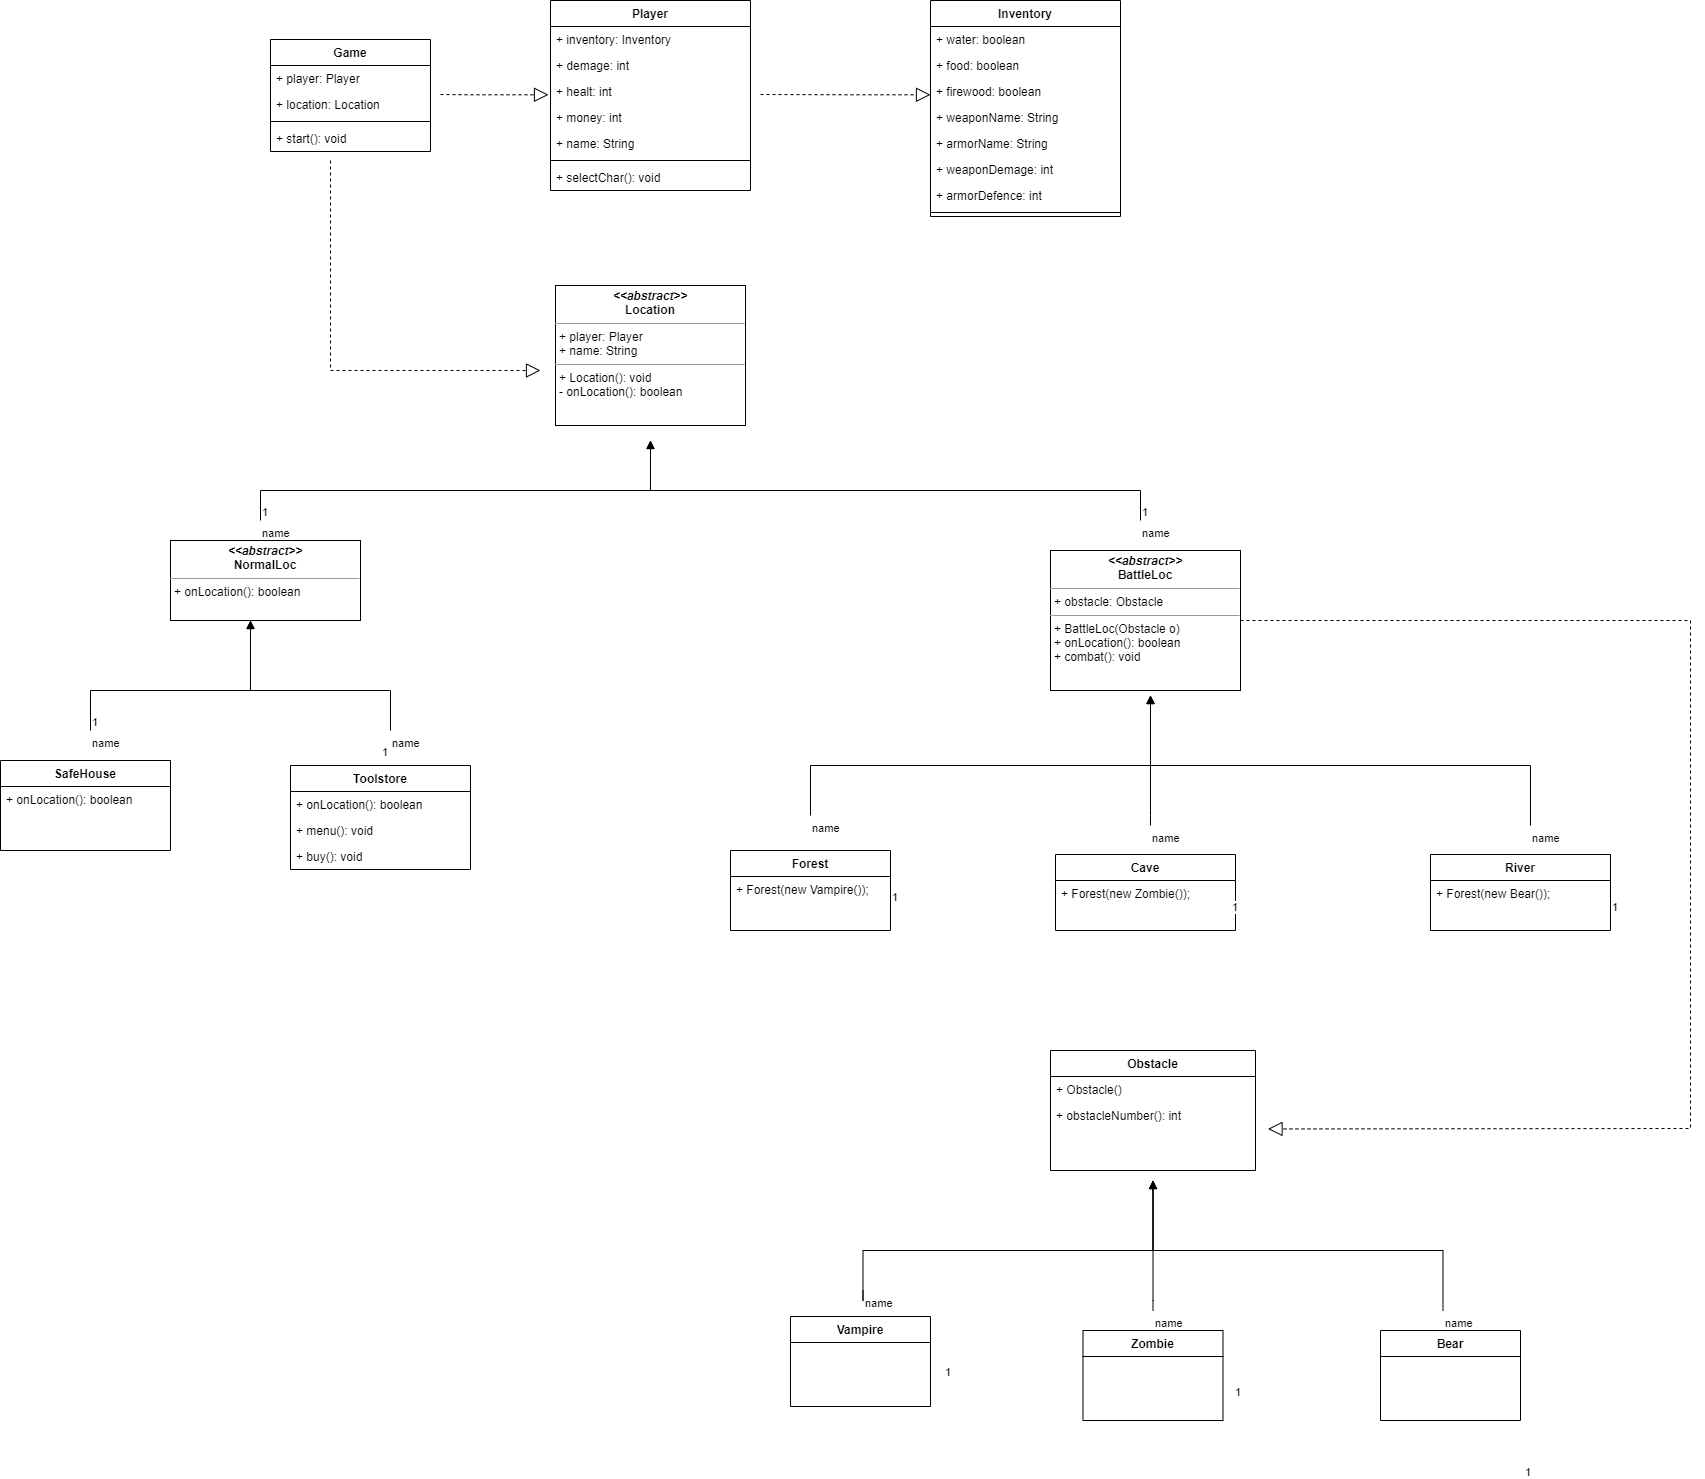 Game
+ player: Player
+ location: Location
+ start(): void
Player
+ inventory: Inventory
+ demage: int
+ healt: int
+ money: int
+ name: String
+ selectChar(): void
Inventory
+ water: boolean
+ food: boolean
+ firewood: boolean
+ weaponName: String
+ armorName: String
+ weaponDemage: int
+ armorDefence: int
<<abstract>>
Location
+ player: Player
+ name: String
+ Location(): void
- onLocation(): boolean
1
name
1
name
<<abstract>>
NormalLoc
+ onLocation(): boolean
<<abstract>>
BattleLoc
+ obstacle: Obstacle
+ BattleLoc(Obstacle o)
+ onLocation(): boolean
+ combat(): void
1
name
name
1
SafeHouse
+ onLocation(): boolean
Toolstore
+ onLocation(): boolean
+ menu(): void
+ buy(): void
name
name
name
Forest
+ Forest(new Vampire());
1
Cave
+ Forest(new Zombie());
1
River
+ Forest(new Bear());
1
Obstacle
+ Obstacle()
+ obstacleNumber(): int
name
name
name
Vampire
1
Zombie
1
Bear
1